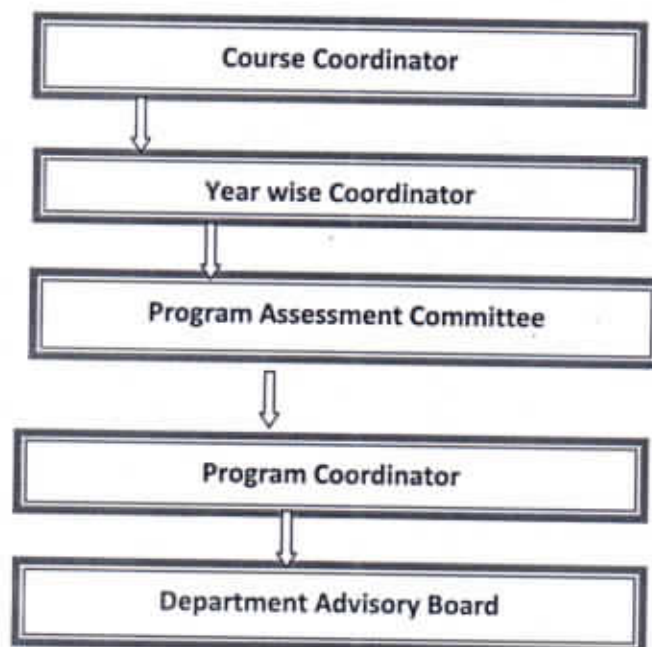 Course Coordinator
Year wise Coordinator
Program Assessment Committee
Program Coordinator
Department Advisory Board